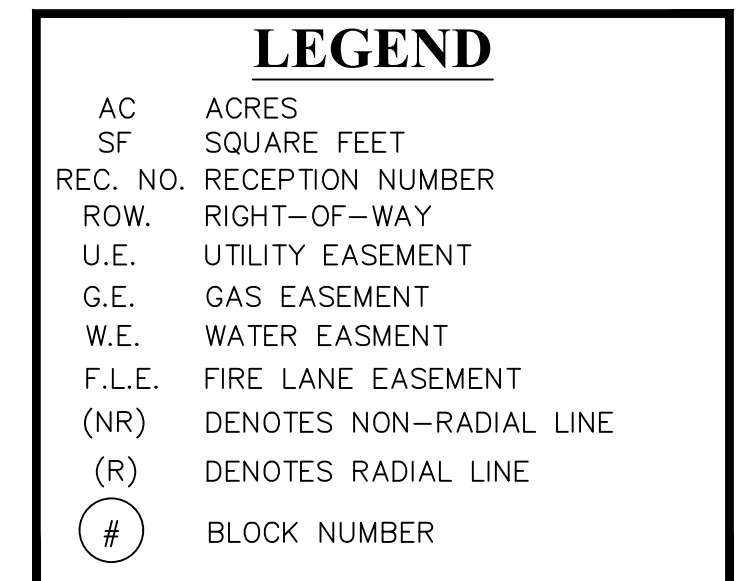 LEGEND
AC ACRES
SF SQUARE FEET
REC. NO. RECEPTION NUMBER
ROW. RIGHT-OF-WAY
U.E. UTILITY EASEMENT
G.E. GAS EASEMENT
W.E. WATER EASMENT
F.L.E. FIRE LANE EASEMENT
(NR) DENOTES NON-RADIAL LINE
(R) DENOTES RADIAL LINE
# BLOCK NUMBER